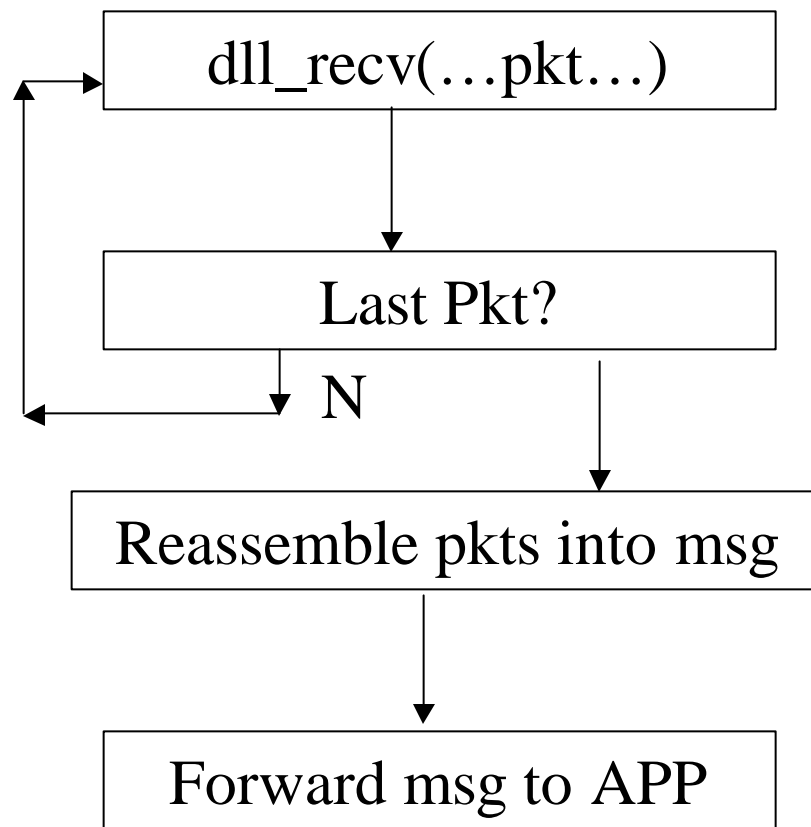 dll_recv(…pkt…)
Last Pkt?
N
Reassemble pkts into msg
Forward msg to APP